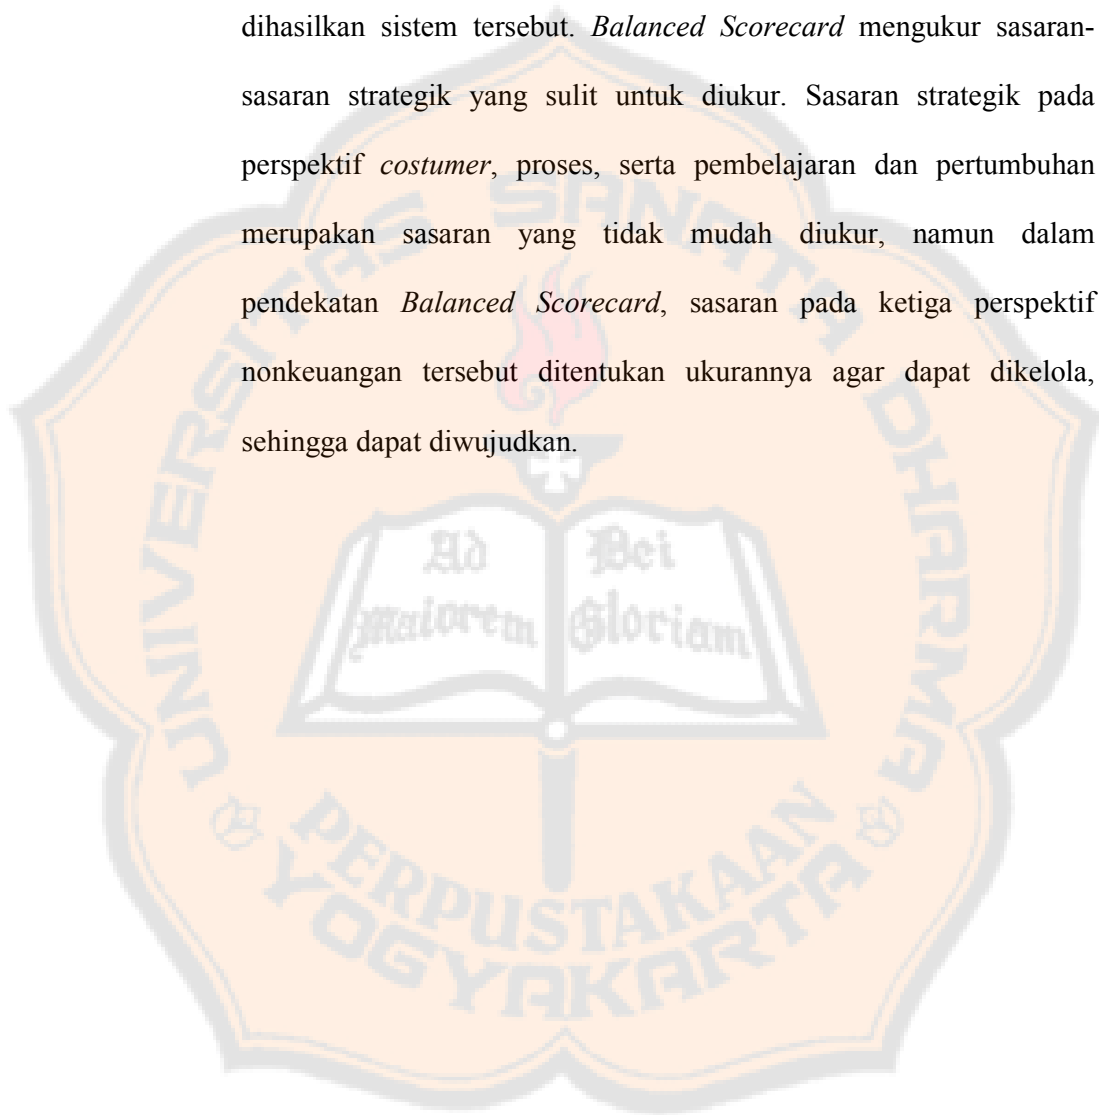 dihasilkan sistem tersebut. Balanced Scorecard mengukur sasaran-
sasaran strategik yang sulit untuk diukur. Sasaran strategik pada
perspektif costumer, proses, serta pembelajaran dan pertumbuhan
merupakan sasaran yang tidak mudah diukur, namun dalam
pendekatan Balanced Scorecard, sasaran pada ketiga perspektif
nonkeuangan tersebut ditentukan ukurannya agar dapat dikelola,
sehingga dapat diwujudkan.
UNIVERSITAS SANATA DHARMA
Ad Dei
maiorem Gloriam
PERPUSTAKAAN
YOGYAKARTA